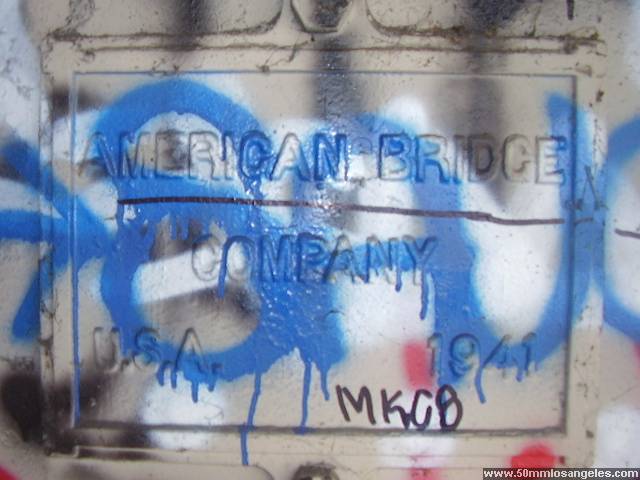 AMERICAN BRIDGE
COMPANY
U.S.A. 1941
MKCB
www.50mmlosangeles.com